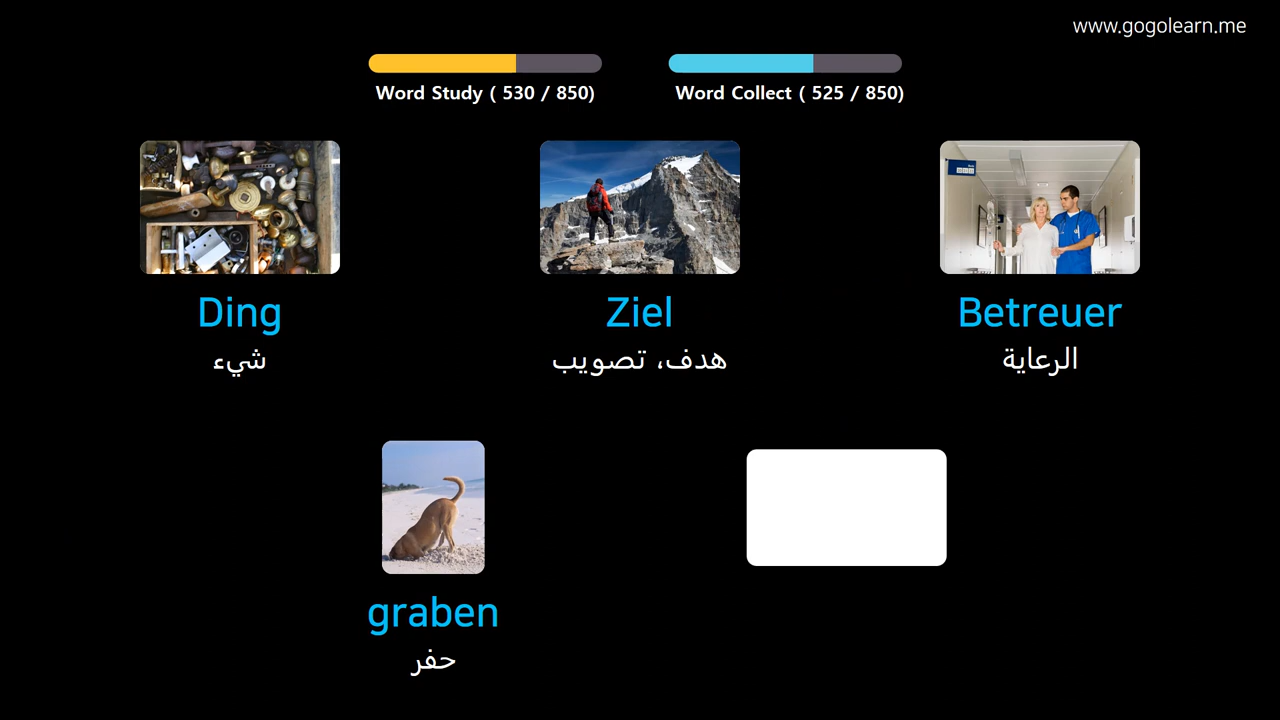 www.gogolearn.me
Word Study ( 530 / 850)
Word Collect ( 525 / 850)
Ding
شيء
Ziel
هدف، تصويب
Betreuer
الرعاية
graben
حفر